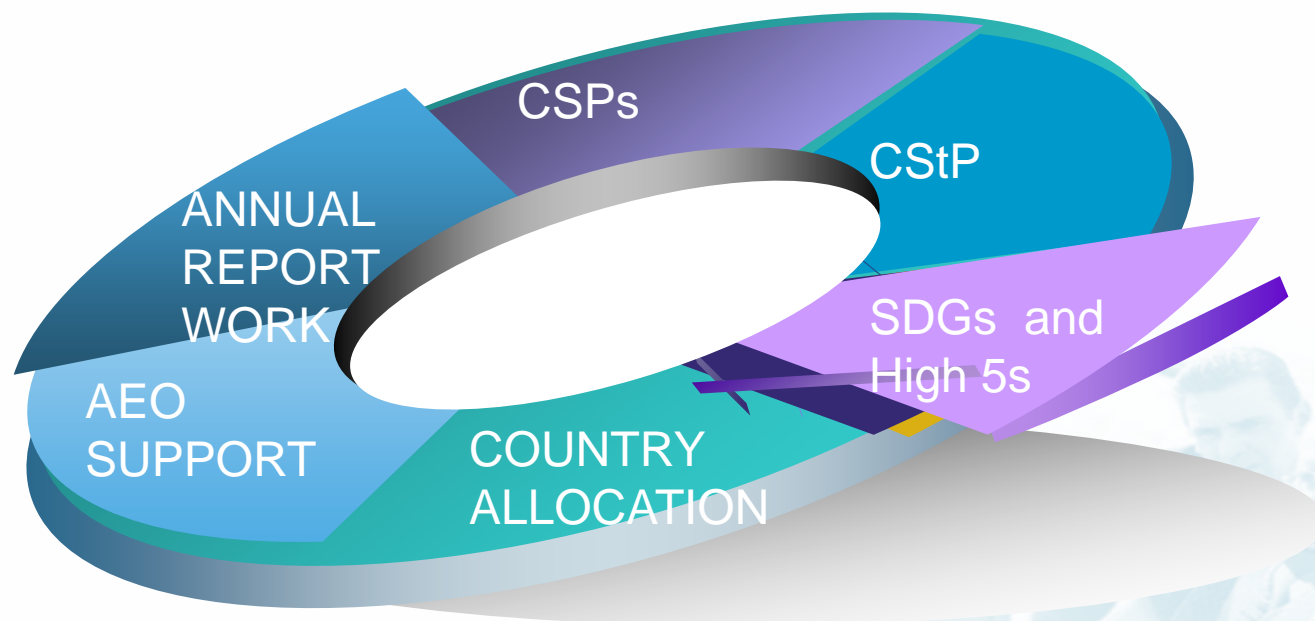 CSPs
CStP
ANNUAL
REPORT
WORK
SDGs and
High 5s
AEO
SUPPORT
COUNTRY
ALLOCATION